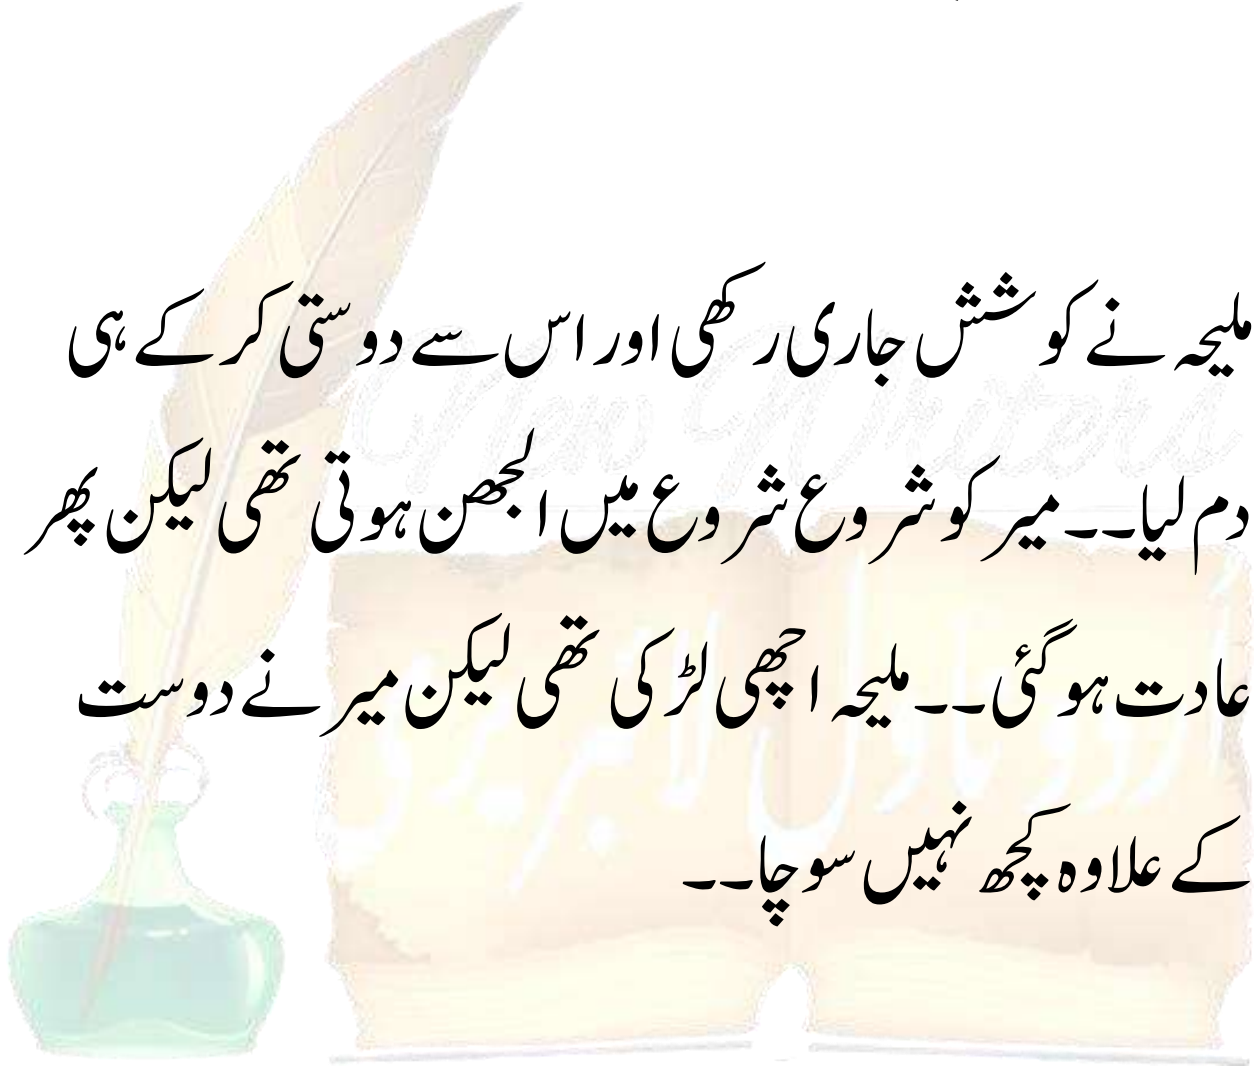 ملیحہ نے کوشش جاری رکھی اور اس سے دوستی کر کے ہی
دم لیا۔۔ میر کو شروع شروع میں الجھن ہوتی تھی لیکن پھر
عادت ہو گئی۔۔ ملیحہ اچھی لڑکی تھی لیکن میر نے دوست
کے علاوہ کچھ نہیں سوچا۔۔